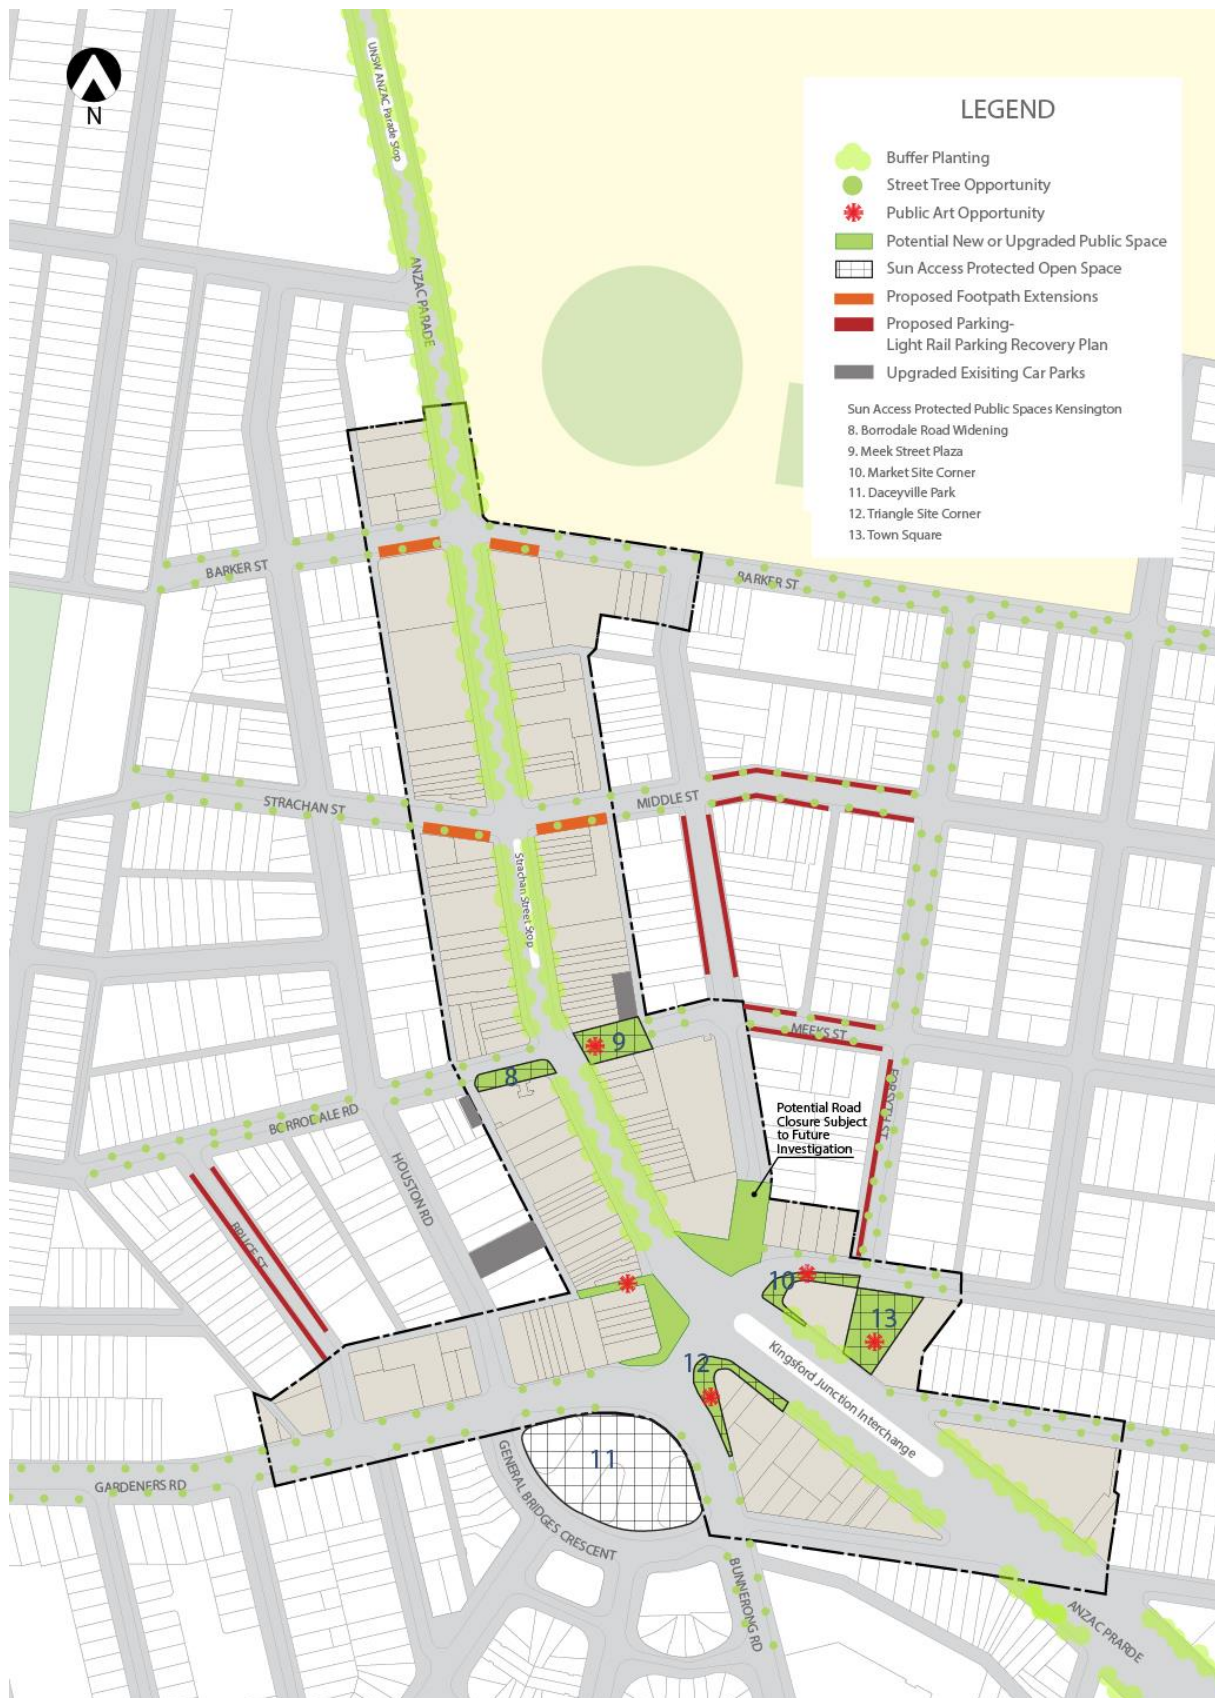 UNSW ANZAC Parade Stop
N
LEGEND
Buffer Planting
Street Tree Opportunity
Public Art Opportunity
Potential New or Upgraded Public Space
Sun Access Protected Open Space
Proposed Footpath Extensions
Proposed Parking-
Light Rail Parking Recovery Plan
Upgraded Exisiting Car Parks
Sun Access Protected Public Spaces Kensington
8. Borrodale Road Widening
9. Meek Street Plaza
10. Market Site Corner
11. Daceyville Park
12. Triangle Site Corner
13. Town Square
ANZAC PARADE
BARKER ST
BARKER ST
STRACHAN ST
MIDDLE ST
Strachan Street Stop
9
MEEKS ST
8
BORRODALE RD
FORSYTH ST
Potential Road
Closure Subject
to Future
Investigation
HOUSTON RD
BRUCE ST
10
13
12
Kingsford Junction Interchange
11
GARDENERS RD
GENERAL BRIDGES CRESCENT
BUNNERONG RD
ANZAC PRARDE